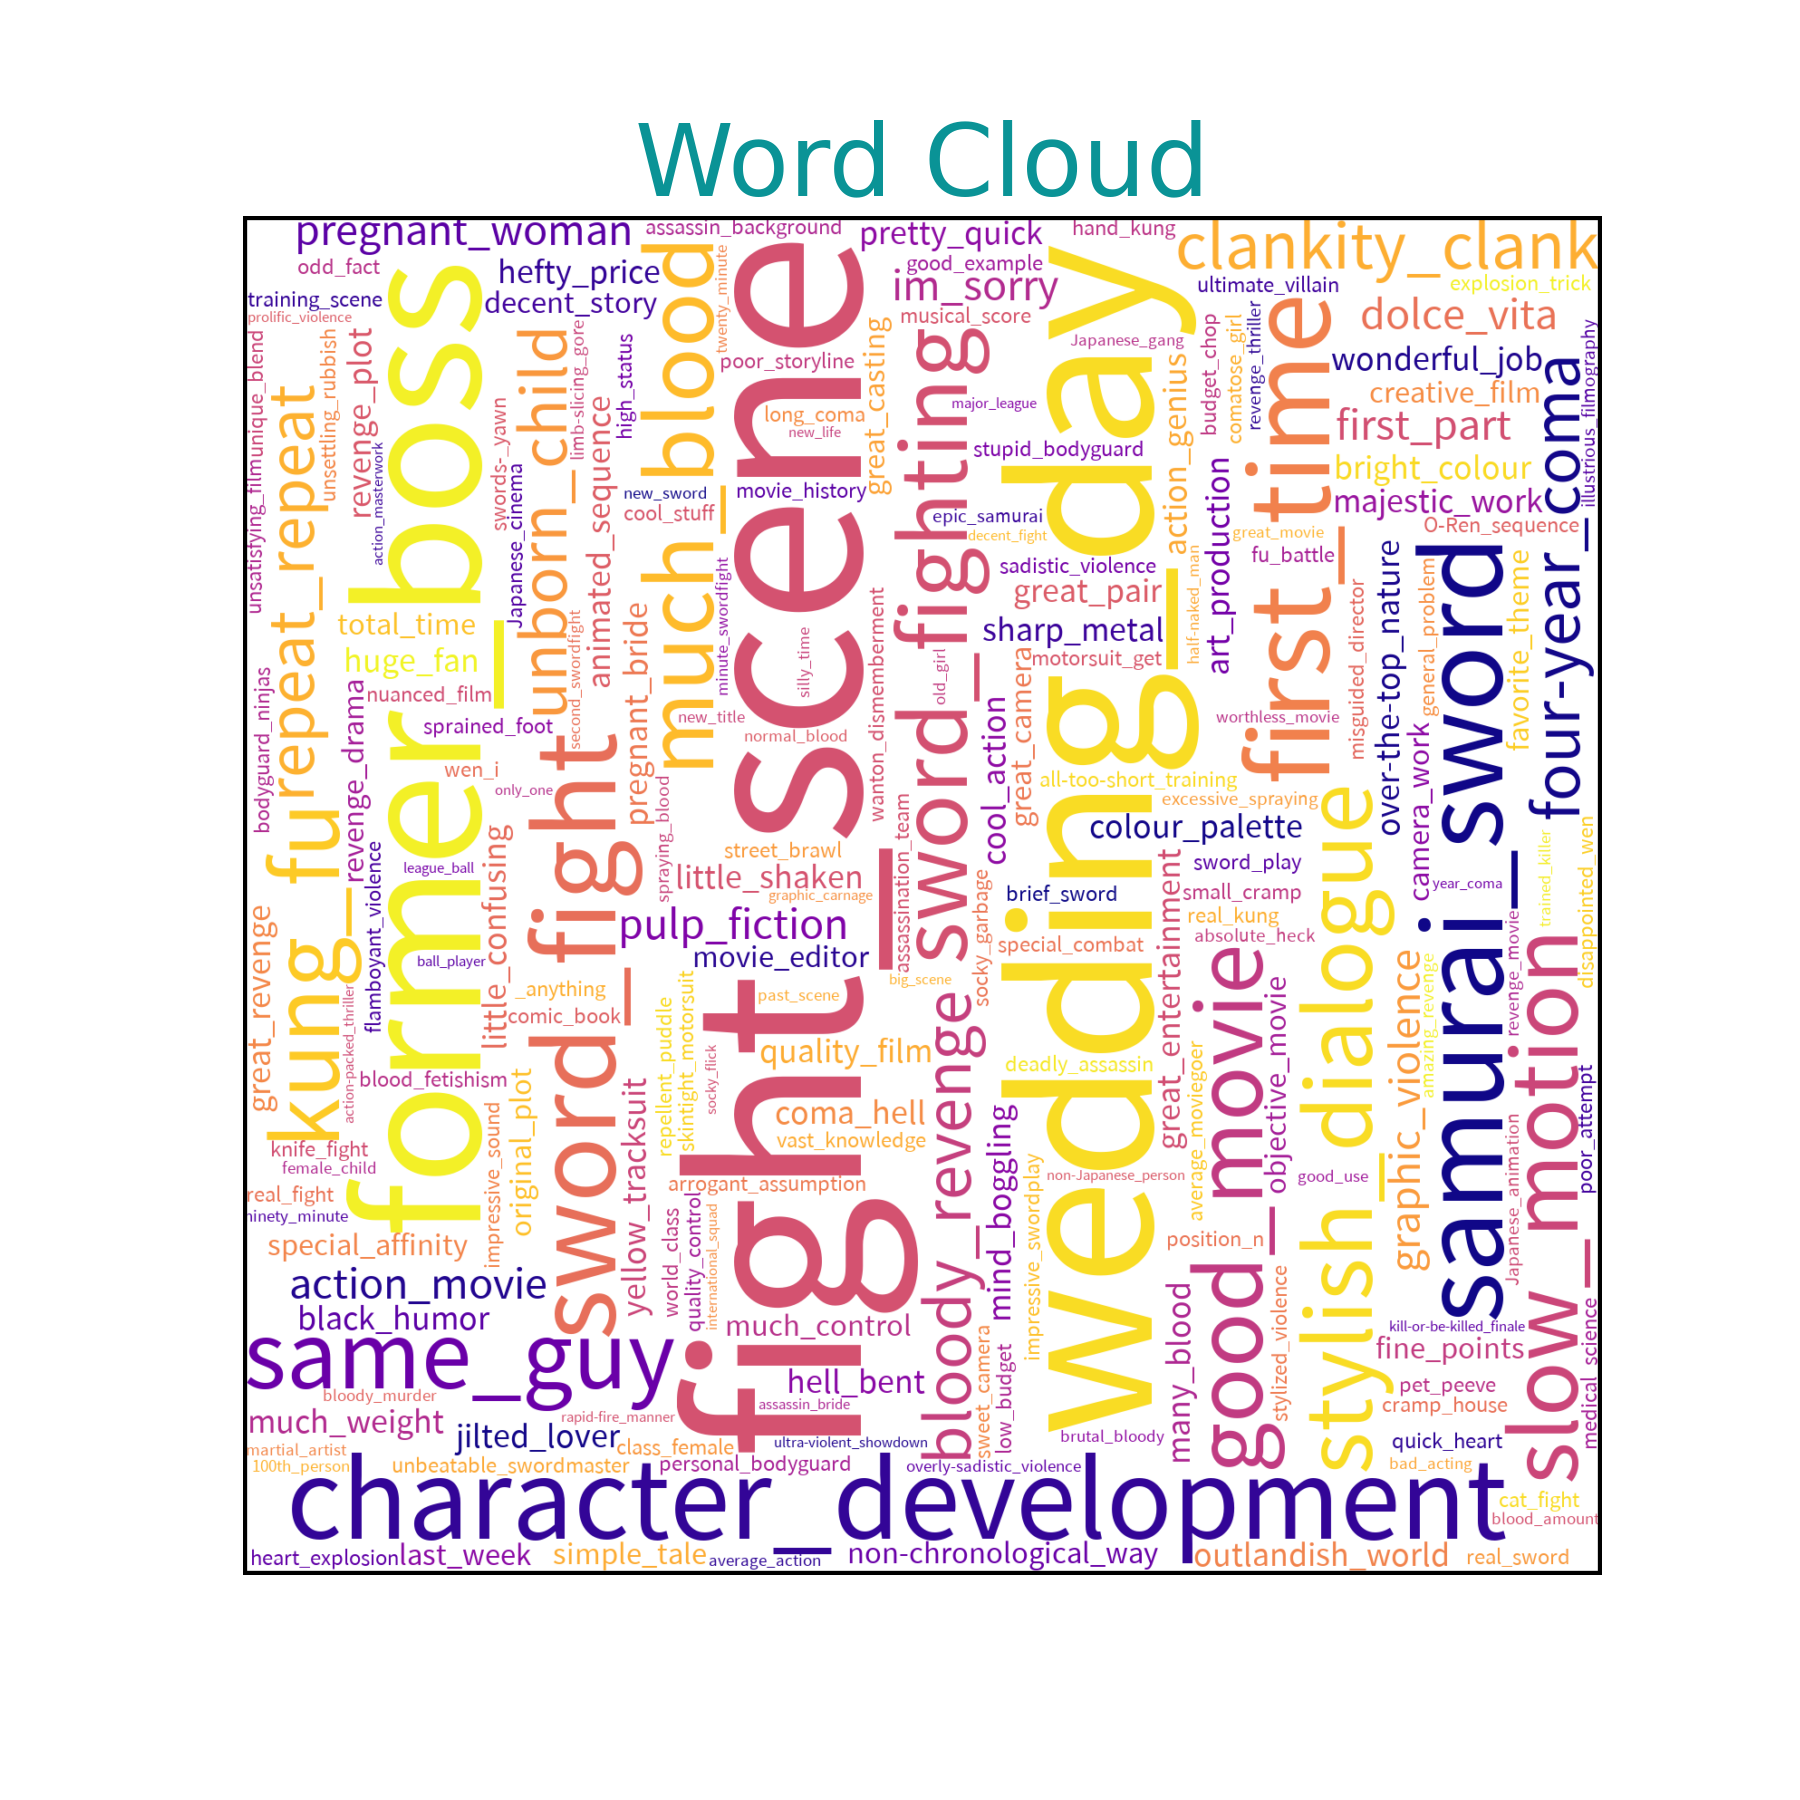 Word Cloud
pregnant_woman
assassin_background
pretty_quick
hand_kung
clankity_clank
odd_fact
hefty_price
good_example
im_sorry
ultimate_villain
explosion_trick
training_scene
decent_story
prolific_violence
musical_score
dolce_vita
former_boss
much_blood
twenty_minute
fight_scene
wedding_day
first_time
unsatisfying_filmunique_blend
repeat_repeat
unsettling_rubbish
revenge_plot
action_masterwork
swords-_yawn
Japanese_cinema
unborn_child
limb-slicing_gore
animated_sequence
high_status
poor_storyline
great_casting
long_coma
new_life
sword_fighting
major_league
Japanese_gang
action_genius
budget_chop
comatose_girl
revenge_thriller
wonderful_job
creative_film
first_part
four-year_coma
illustrious_filmography
stupid_bodyguard
bright_colour
majestic_work
O-Ren_sequence
new_sword
cool_stuff
movie_history
epic_samurai
decent_fight
sadistic_violence
great_pair
sharp_metal
motorsuit_get
half-naked_man
art_production
great_movie
fu_battle
misguided_director
over-the-top_nature
general_problem
samurai_sword
favorite_theme
total_time
huge_fan
nuanced_film
sprained_foot
second_swordfight
pregnant_bride
minute_swordfight
silly_time
wanton_dismemberment
old_girl
great_camera
cool_action
worthless_movie
new_title
normal_blood
bodyguard_ninjas
revenge_drama
wen_i
only_one
all-too-short_training
excessive_spraying
camera_work
kung_fu
sword_fight
spraying_blood
assassination_team
colour_palette
stylish_dialogue
trained_killer
disappointed_wen
flamboyant_violence
league_ball
little_confusing
street_brawl
little_shaken
graphic_carnage
socky_garbage
brief_sword
great_entertainment
sword_play
small_cramp
year_coma
real_kung
absolute_heck
great_revenge
pulp_fiction
movie_editor
special_combat
good_movie
objective_movie
graphic_violence
amazing_revenge
revenge_movie
slow_motion
ball_player
_anything
comic_book
repellent_puddle
skintight_motorsuit
past_scene
big_scene
bloody_revenge
action-packed_thriller
quality_film
socky_flick
deadly_assassin
average_moviegoer
blood_fetishism
impressive_sound
original_plot
yellow_tracksuit
coma_hell
vast_knowledge
mind_boggling
Japanese_animation
poor_attempt
knife_fight
female_child
arrogant_assumption
impressive_swordplay
non-Japanese_person
good_use
real_fight
ninety_minute
special_affinity
world_class
quality_control
international_squad
position_n
action_movie
black_humor
many_blood
stylized_violence
same_guy
much_control
kill-or-be-killed_finale
fine_points
medical_science
sweet_camera
low_budget
hell_bent
bloody_murder
assassin_bride
pet_peeve
cramp_house
much_weight
rapid-fire_manner
jilted_lover
class_female
ultra-violent_showdown
brutal_bloody
quick_heart
martial_artist
100th_person
unbeatable_swordmaster
personal_bodyguard
overly-sadistic_violence
bad_acting
character_development
cat_fight
blood_amount
heart_explosion
last_week
simple_tale
average_action
non-chronological_way
outlandish_world
real_sword